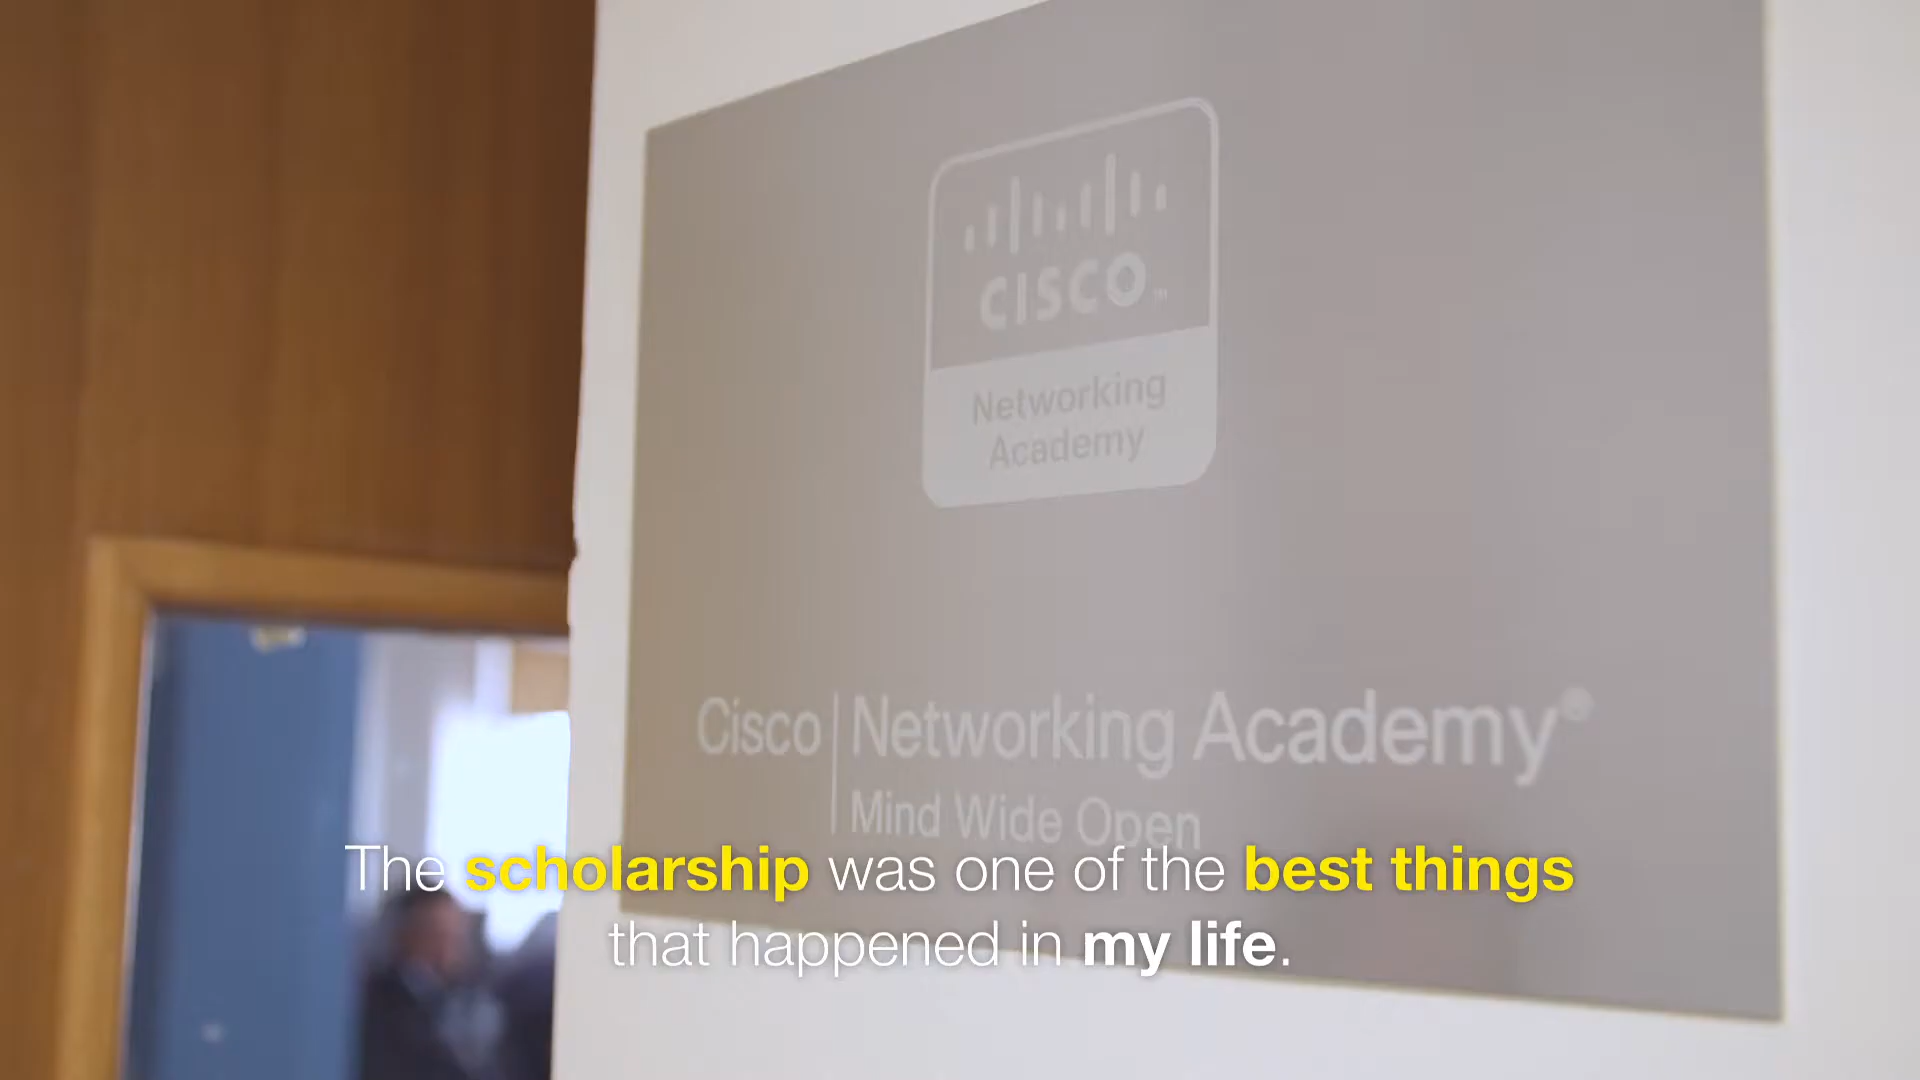 CISCO™
Networking
Academy
Cisco | Networking Academy®
Mind Wide Open
The scholarship was one of the best things
that happened in my life.